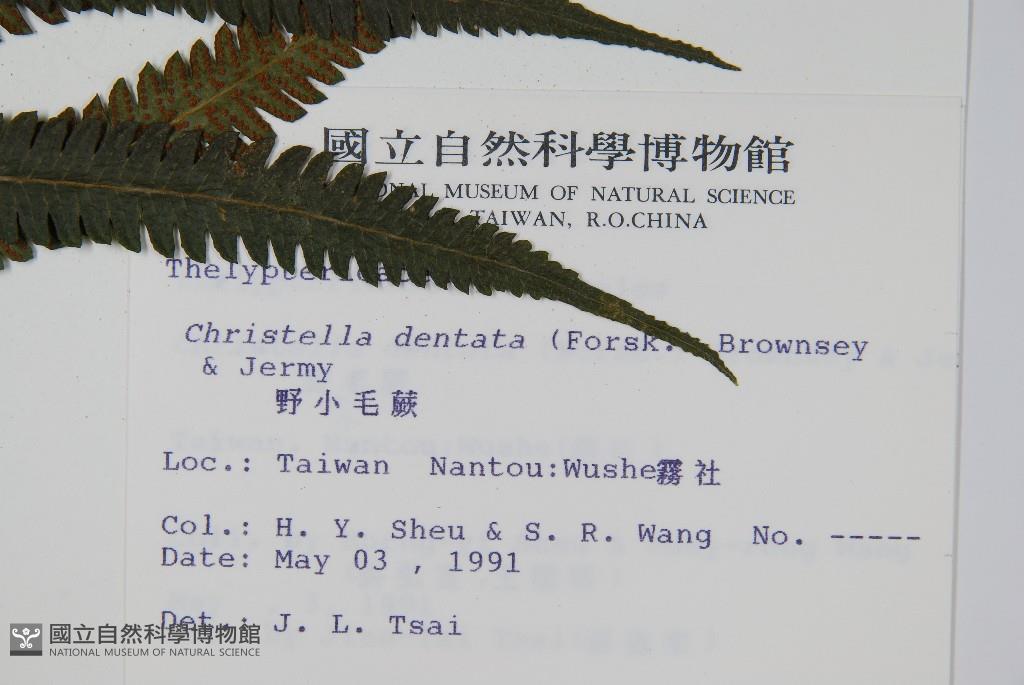 國立自然科學博物館
MUSEUM OF NATURAL SCIENCE
TAIWAN, R.O.CHINA
Christella dentata (Forsk. Brownsey
& Jermy
野小毛蕨
Loc.: Taiwan Nantou:Wushe霧社
Col.: H. Y. Sheu & S. R. Wang No. -----
Date: May 03 , 1991
Det.: J. L. Tsai
國立自然科學博物館
NATIONAL MUSEUM OF NATURAL SCIENCE